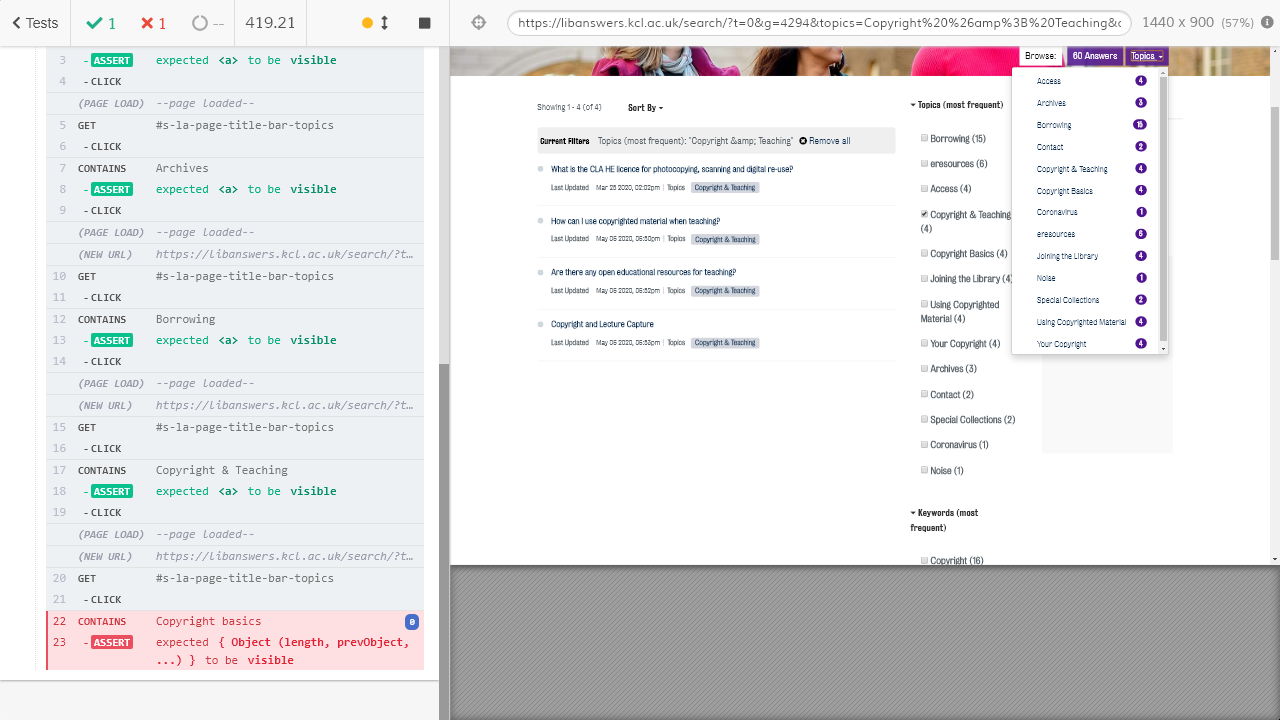 Tests
1
1
--
419.21
https://libanswers.kcl.ac.uk/search/?t=0&g=4294&topics=Copyright%20%26amp%3B%20Teaching&
1440 x 900 (57%)
3 - ASSERT expected <a> to be visible
4 - CLICK
(PAGE LOAD) --page loaded--
5 GET #s-la-page-title-bar-topics
6 - CLICK
7 CONTAINS Archives
8 - ASSERT expected <a> to be visible
9 - CLICK
(PAGE LOAD) --page loaded--
(NEW URL) https://libanswers.kcl.ac.uk/search/?t…
10 GET #s-la-page-title-bar-topics
11 - CLICK
12 CONTAINS Borrowing
13 - ASSERT expected <a> to be visible
14 - CLICK
(PAGE LOAD) --page loaded--
(NEW URL) https://libanswers.kcl.ac.uk/search/?t…
15 GET #s-la-page-title-bar-topics
16 - CLICK
17 CONTAINS Copyright & Teaching
18 - ASSERT expected <a> to be visible
19 - CLICK
(PAGE LOAD) --page loaded--
(NEW URL) https://libanswers.kcl.ac.uk/search/?t…
20 GET #s-la-page-title-bar-topics
21 - CLICK
22 CONTAINS Copyright basics 0
23 - ASSERT expected { Object (length, prevObject,
...) } to be visible
Browse: 60 Answers Topics
Showing 1 - 4 (of 4) Sort By
Current Filters Topics (most frequent): "Copyright &amp; Teaching" Remove all
What is the CLA HE licence for photocopying, scanning and digital re-use?
Last Updated Mar 25 2020, 02:02pm | Topics Copyright & Teaching
How can I use copyrighted material when teaching?
Last Updated May 05 2020, 05:50pm | Topics Copyright & Teaching
Are there any open educational resources for teaching?
Last Updated May 05 2020, 05:52pm | Topics Copyright & Teaching
Copyright and Lecture Capture
Last Updated May 05 2020, 05:53pm | Topics Copyright & Teaching
Topics (most frequent)
Borrowing (15)
eresources (6)
Access (4)
Copyright & Teaching
(4)
Copyright Basics (4)
Joining the Library (4)
Using Copyrighted
Material (4)
Your Copyright (4)
Archives (3)
Contact (2)
Special Collections (2)
Coronavirus (1)
Noise (1)
Keywords (most
frequent)
Copyright (16)
Access 4
Archives 3
Borrowing 15
Contact 2
Copyright & Teaching 4
Copyright Basics 4
Coronavirus 1
eresources 6
Joining the Library 4
Noise 1
Special Collections 2
Using Copyrighted Material 4
Your Copyright 4